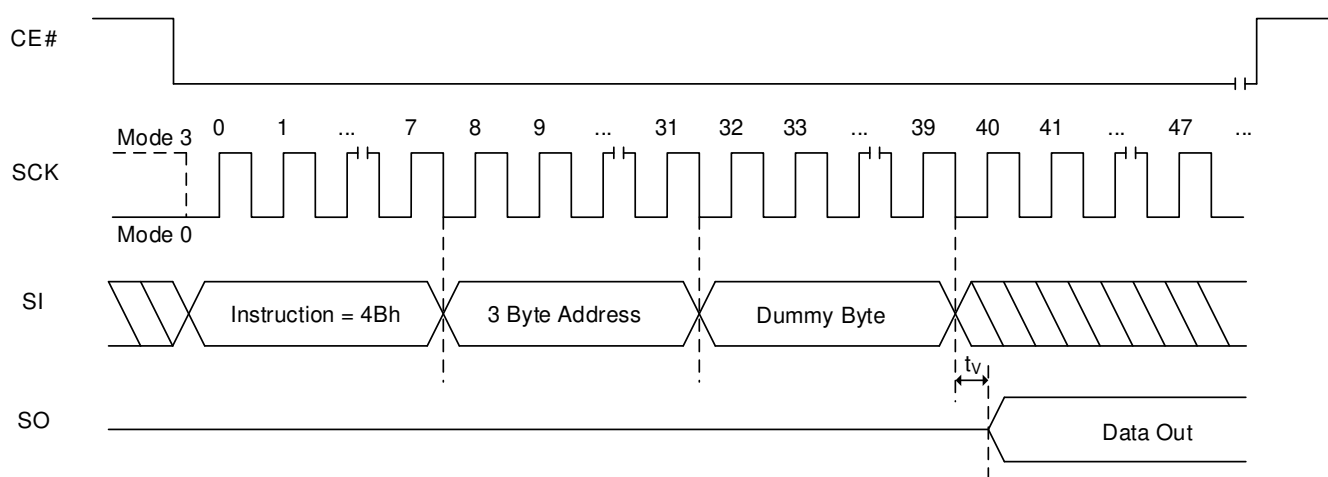 CE#
Mode 3 0 1 ... 7 8 9 ... 31 32 33 ... 39 40 41 ... 47 ...
SCK
Mode 0
SI Instruction = 4Bh 3 Byte Address Dummy Byte
tV
SO Data Out